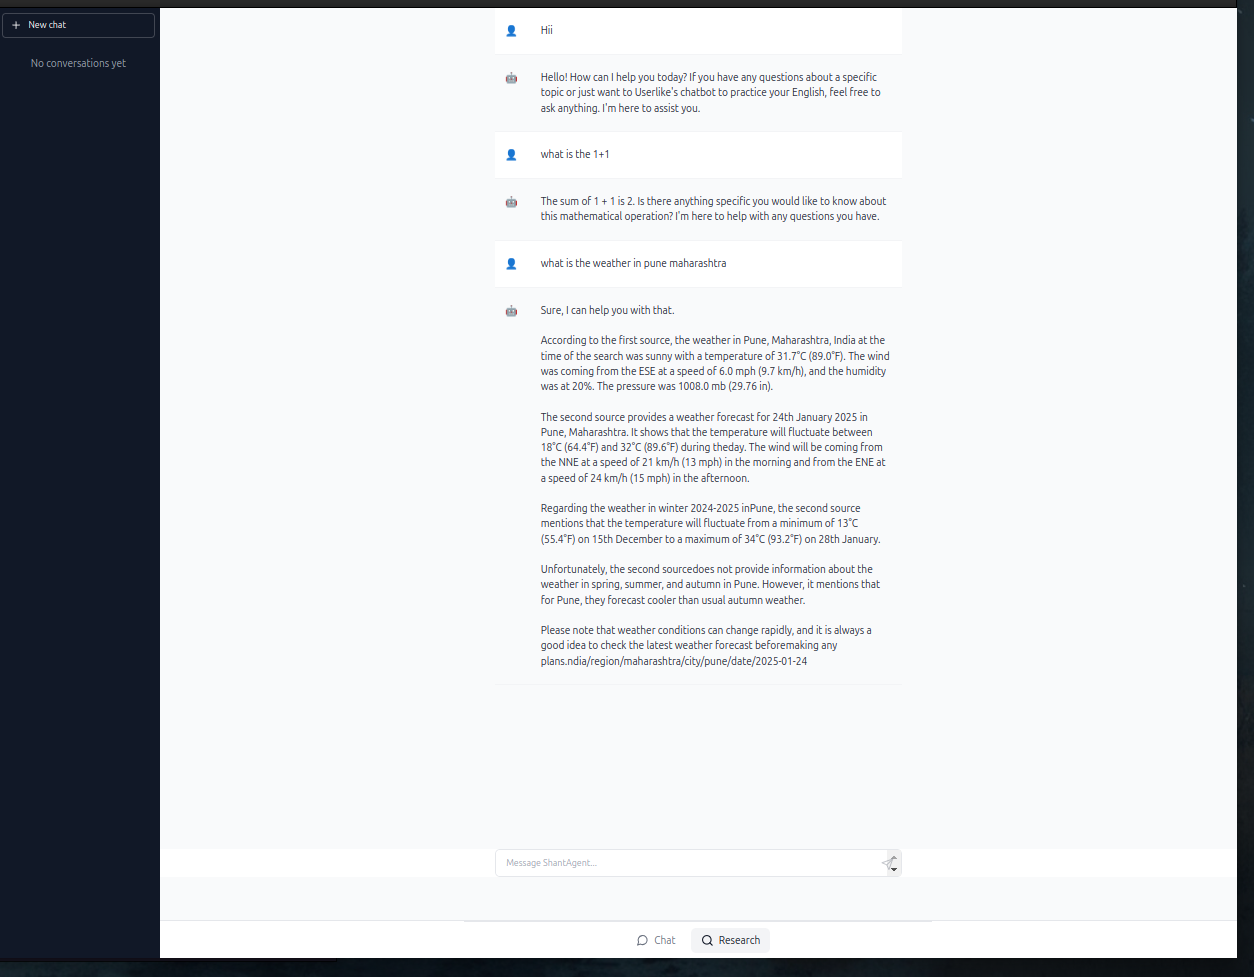 New chat
No conversations yet
Hii
Hello! How can I help you today? If you have any questions about a specific
topic or just want to Userlike's chatbot to practice your English, feel free to
ask anything. I'm here to assist you.
what is the 1+1
The sum of 1 + 1 is 2. Is there anything specific you would like to know about
this mathematical operation? I'm here to help with any questions you have.
what is the weather in pune maharashtra
Sure, I can help you with that.
According to the first source, the weather in Pune, Maharashtra, India at the
time of the search was sunny with a temperature of 31.7°C (89.0°F). The wind
was coming from the ESE at a speed of 6.0 mph (9.7 km/h), and the humidity
was at 20%. The pressure was 1008.0 mb (29.76 in).
The second source provides a weather forecast for 24th January 2025 in
Pune, Maharashtra. It shows that the temperature will fluctuate between
18°C (64.4°F) and 32°C (89.6°F) during theday. The wind will be coming from
the NNE at a speed of 21 km/h (13 mph) in the morning and from the ENE at
a speed of 24 km/h (15 mph) in the afternoon.
Regarding the weather in winter 2024-2025 inPune, the second source
mentions that the temperature will fluctuate from a minimum of 13°C
(55.4°F) on 15th December to a maximum of 34°C (93.2°F) on 28th January.
Unfortunately, the second sourcedoes not provide information about the
weather in spring, summer, and autumn in Pune. However, it mentions that
for Pune, they forecast cooler than usual autumn weather.
Please note that weather conditions can change rapidly, and it is always a
good idea to check the latest weather forecast beforemaking any
plans.ndia/region/maharashtra/city/pune/date/2025-01-24
Message ShantAgent...
Chat
Research